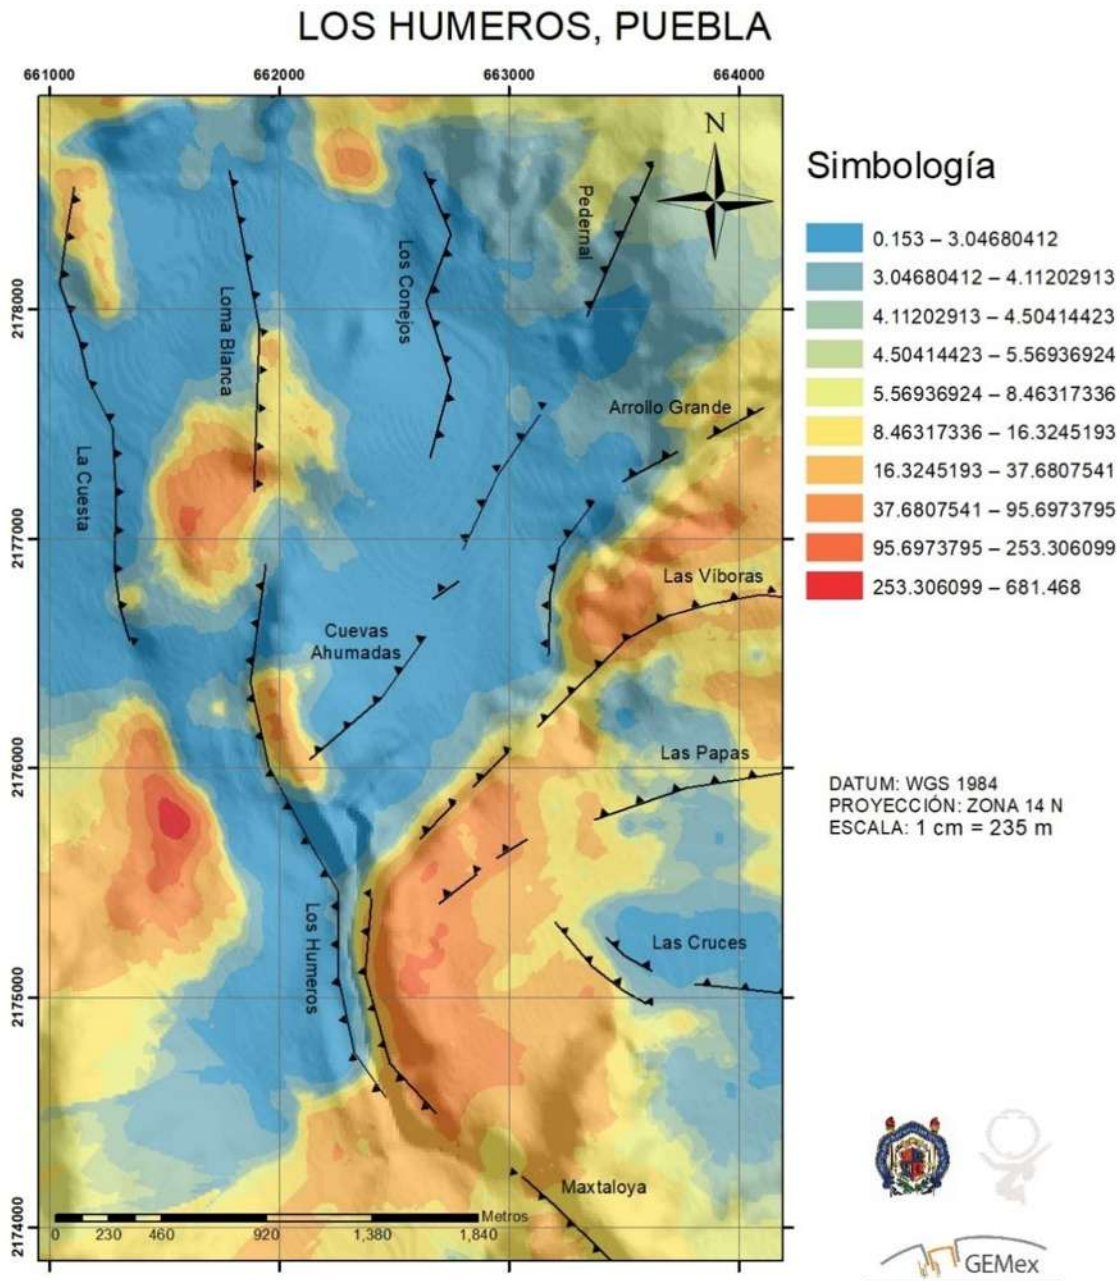 LOS HUMEROS, PUEBLA
661000
662000
663000
664000
N
Simbología
0.153 – 3.04680412
3.04680412 – 4.11202913
4.11202913 – 4.50414423
4.50414423 – 5.56936924
5.56936924 – 8.46317336
8.46317336 – 16.3245193
16.3245193 – 37.6807541
37.6807541 – 95.6973795
95.6973795 – 253.306099
253.306099 – 681.468
2178000
2177000
2176000
2175000
2174000
Pedernal
Los Conejos
Loma Blanca
La Cuesta
Arrollo Grande
Las Víboras
Cuevas
Ahumadas
Las Papas
Las Cruces
Los Humeros
Maxtaloya
DATUM: WGS 1984
PROYECCIÓN: ZONA 14 N
ESCALA: 1 cm = 235 m
Metros
0 230 460 920 1,380 1,840
GEMex